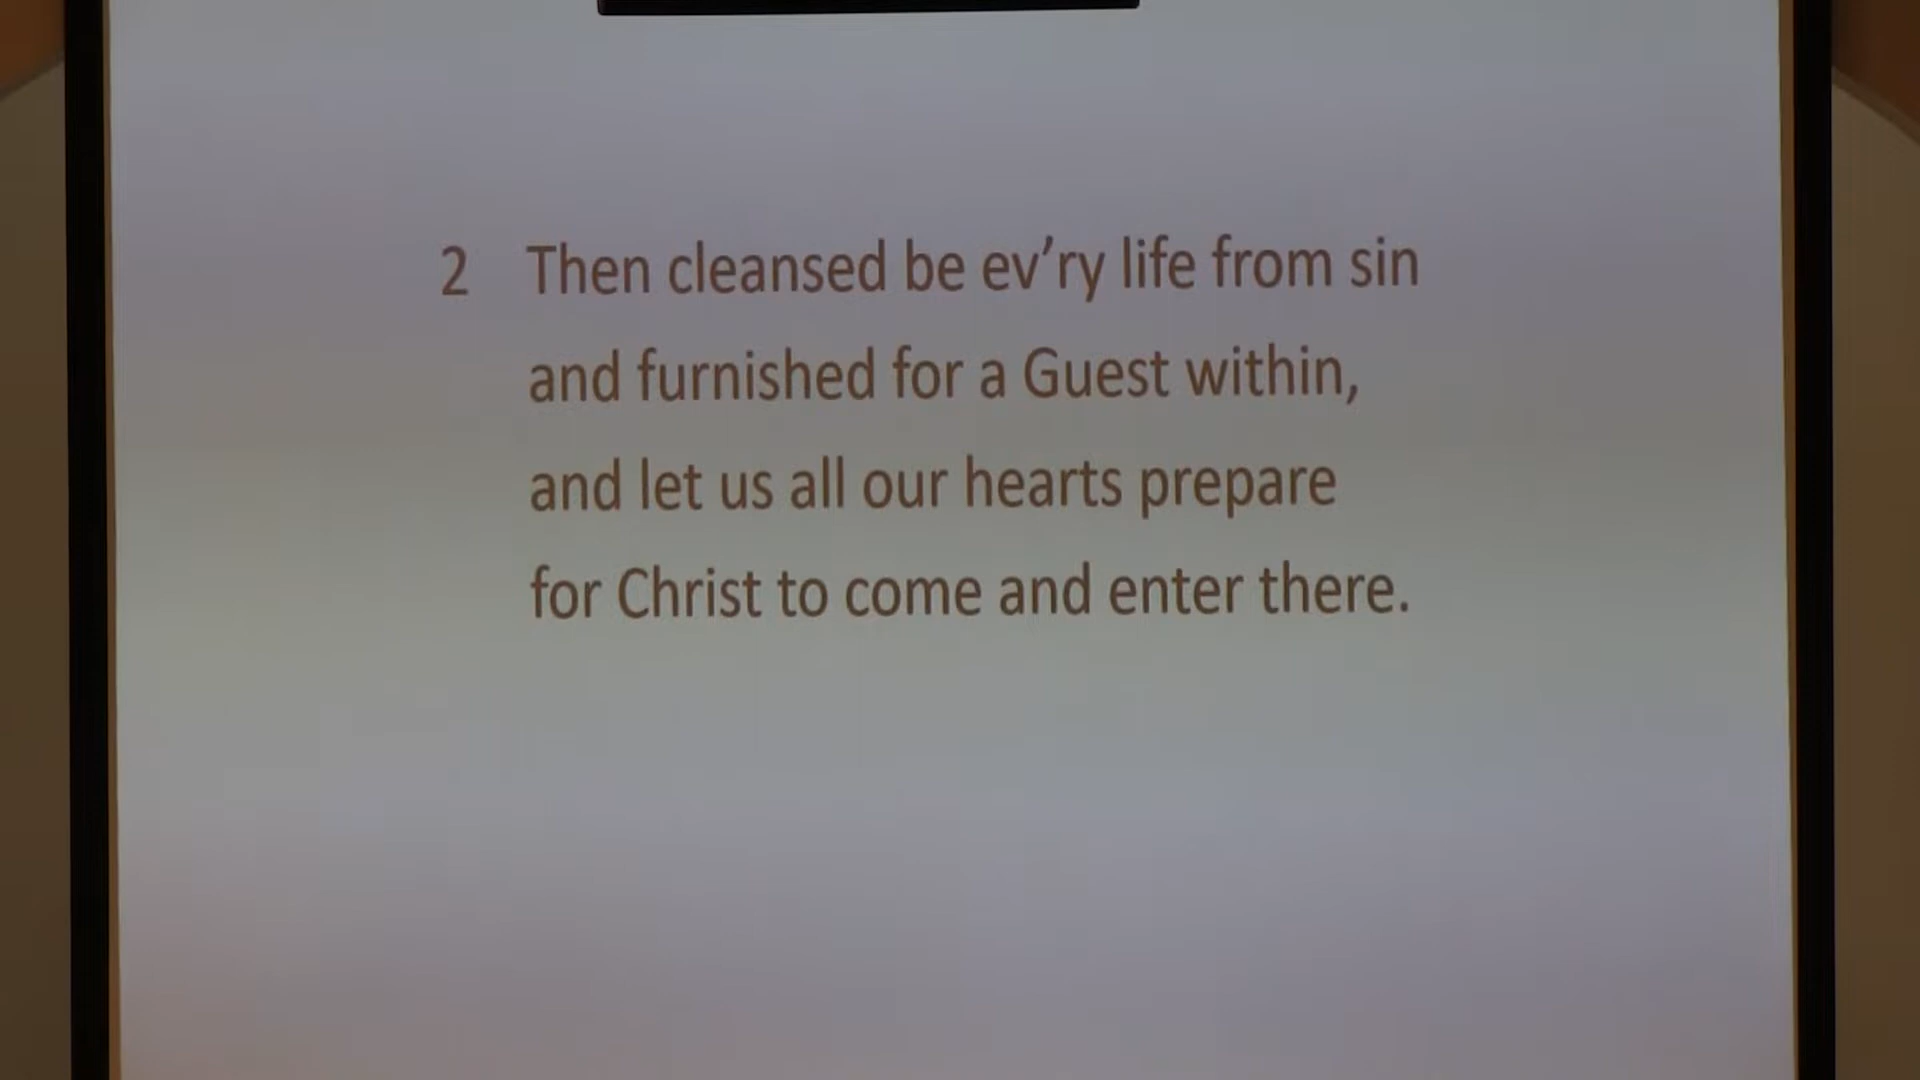 2 Then cleansed be ev’ry life from sin
and furnished for a Guest within,
and let us all our hearts prepare
for Christ to come and enter there.